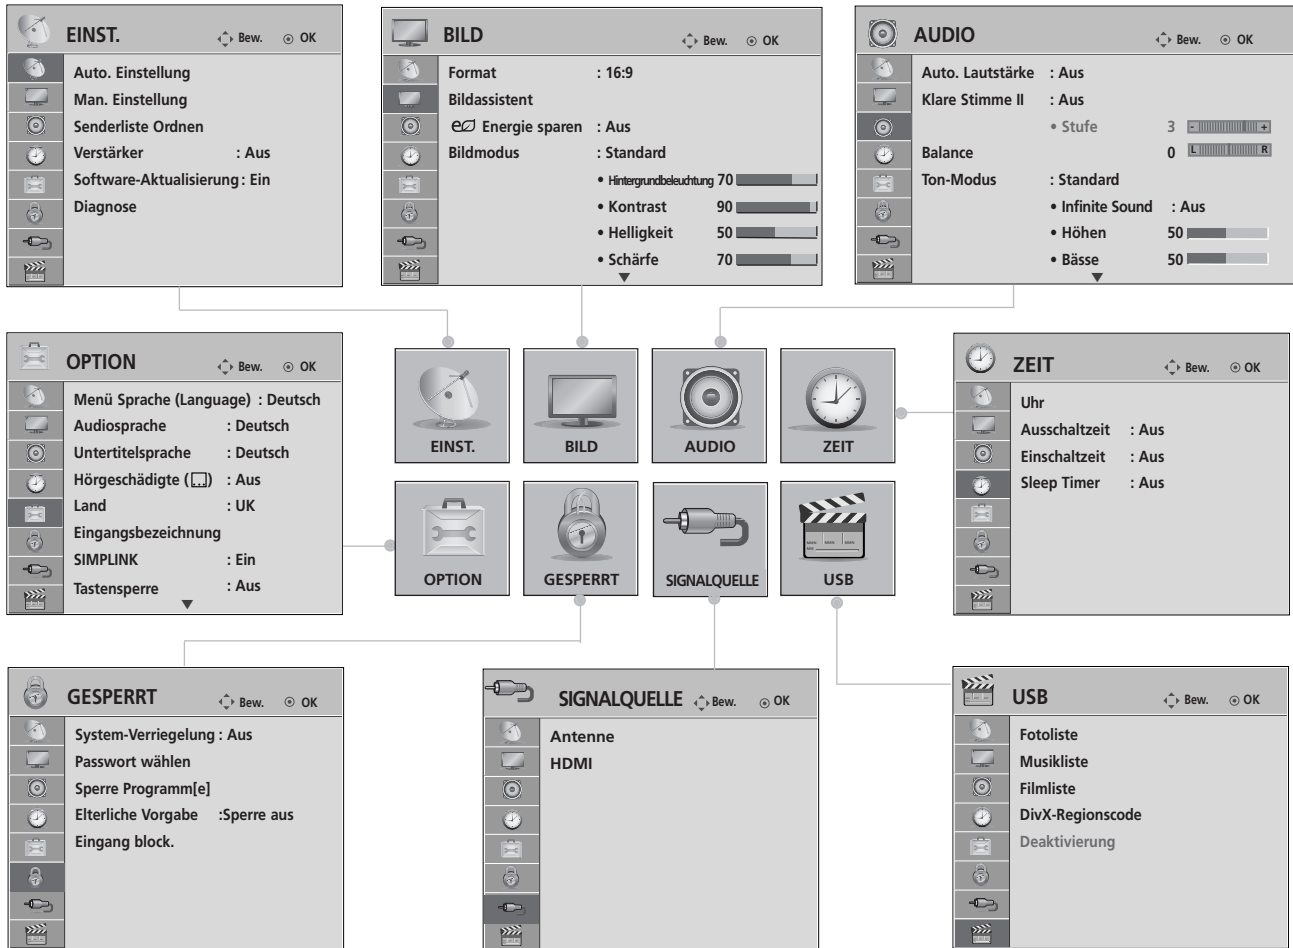 EINST. Bew. OK
Auto. Einstellung
Man. Einstellung
Senderliste Ordnen
Verstärker : Aus
Software-Aktualisierung : Ein
Diagnose
BILD Bew. OK
Format : 16:9
Bildassistent
Energie sparen : Aus
Bildmodus : Standard
• Hintergrundbeleuchtung 70
• Kontrast 90
• Helligkeit 50
• Schärfe 70
AUDIO Bew. OK
Auto. Lautstärke : Aus
Klare Stimme II : Aus
• Stufe 3 - +
Balance 0 L R
Ton-Modus : Standard
• Infinite Sound : Aus
• Höhen 50
• Bässe 50
OPTION Bew. OK
Menü Sprache (Language) : Deutsch
Audiosprache : Deutsch
Untertitelsprache : Deutsch
Hörgeschädigte ( ) : Aus
Land : UK
Eingangsbezeichnung
SIMPLINK : Ein
Tastensperre : Aus
EINST.
BILD
AUDIO
ZEIT
OPTION
GESPERRT
SIGNALQUELLE
USB
ZEIT Bew. OK
Uhr
Ausschaltzeit : Aus
Einschaltzeit : Aus
Sleep Timer : Aus
GESPERRT Bew. OK
System-Verriegelung : Aus
Passwort wählen
Sperre Programm[e]
Elterliche Vorgabe :Sperre aus
Eingang block.
SIGNALQUELLE Bew. OK
Antenne
HDMI
USB Bew. OK
Fotoliste
Musikliste
Filmliste
DivX-Regionscode
Deaktivierung